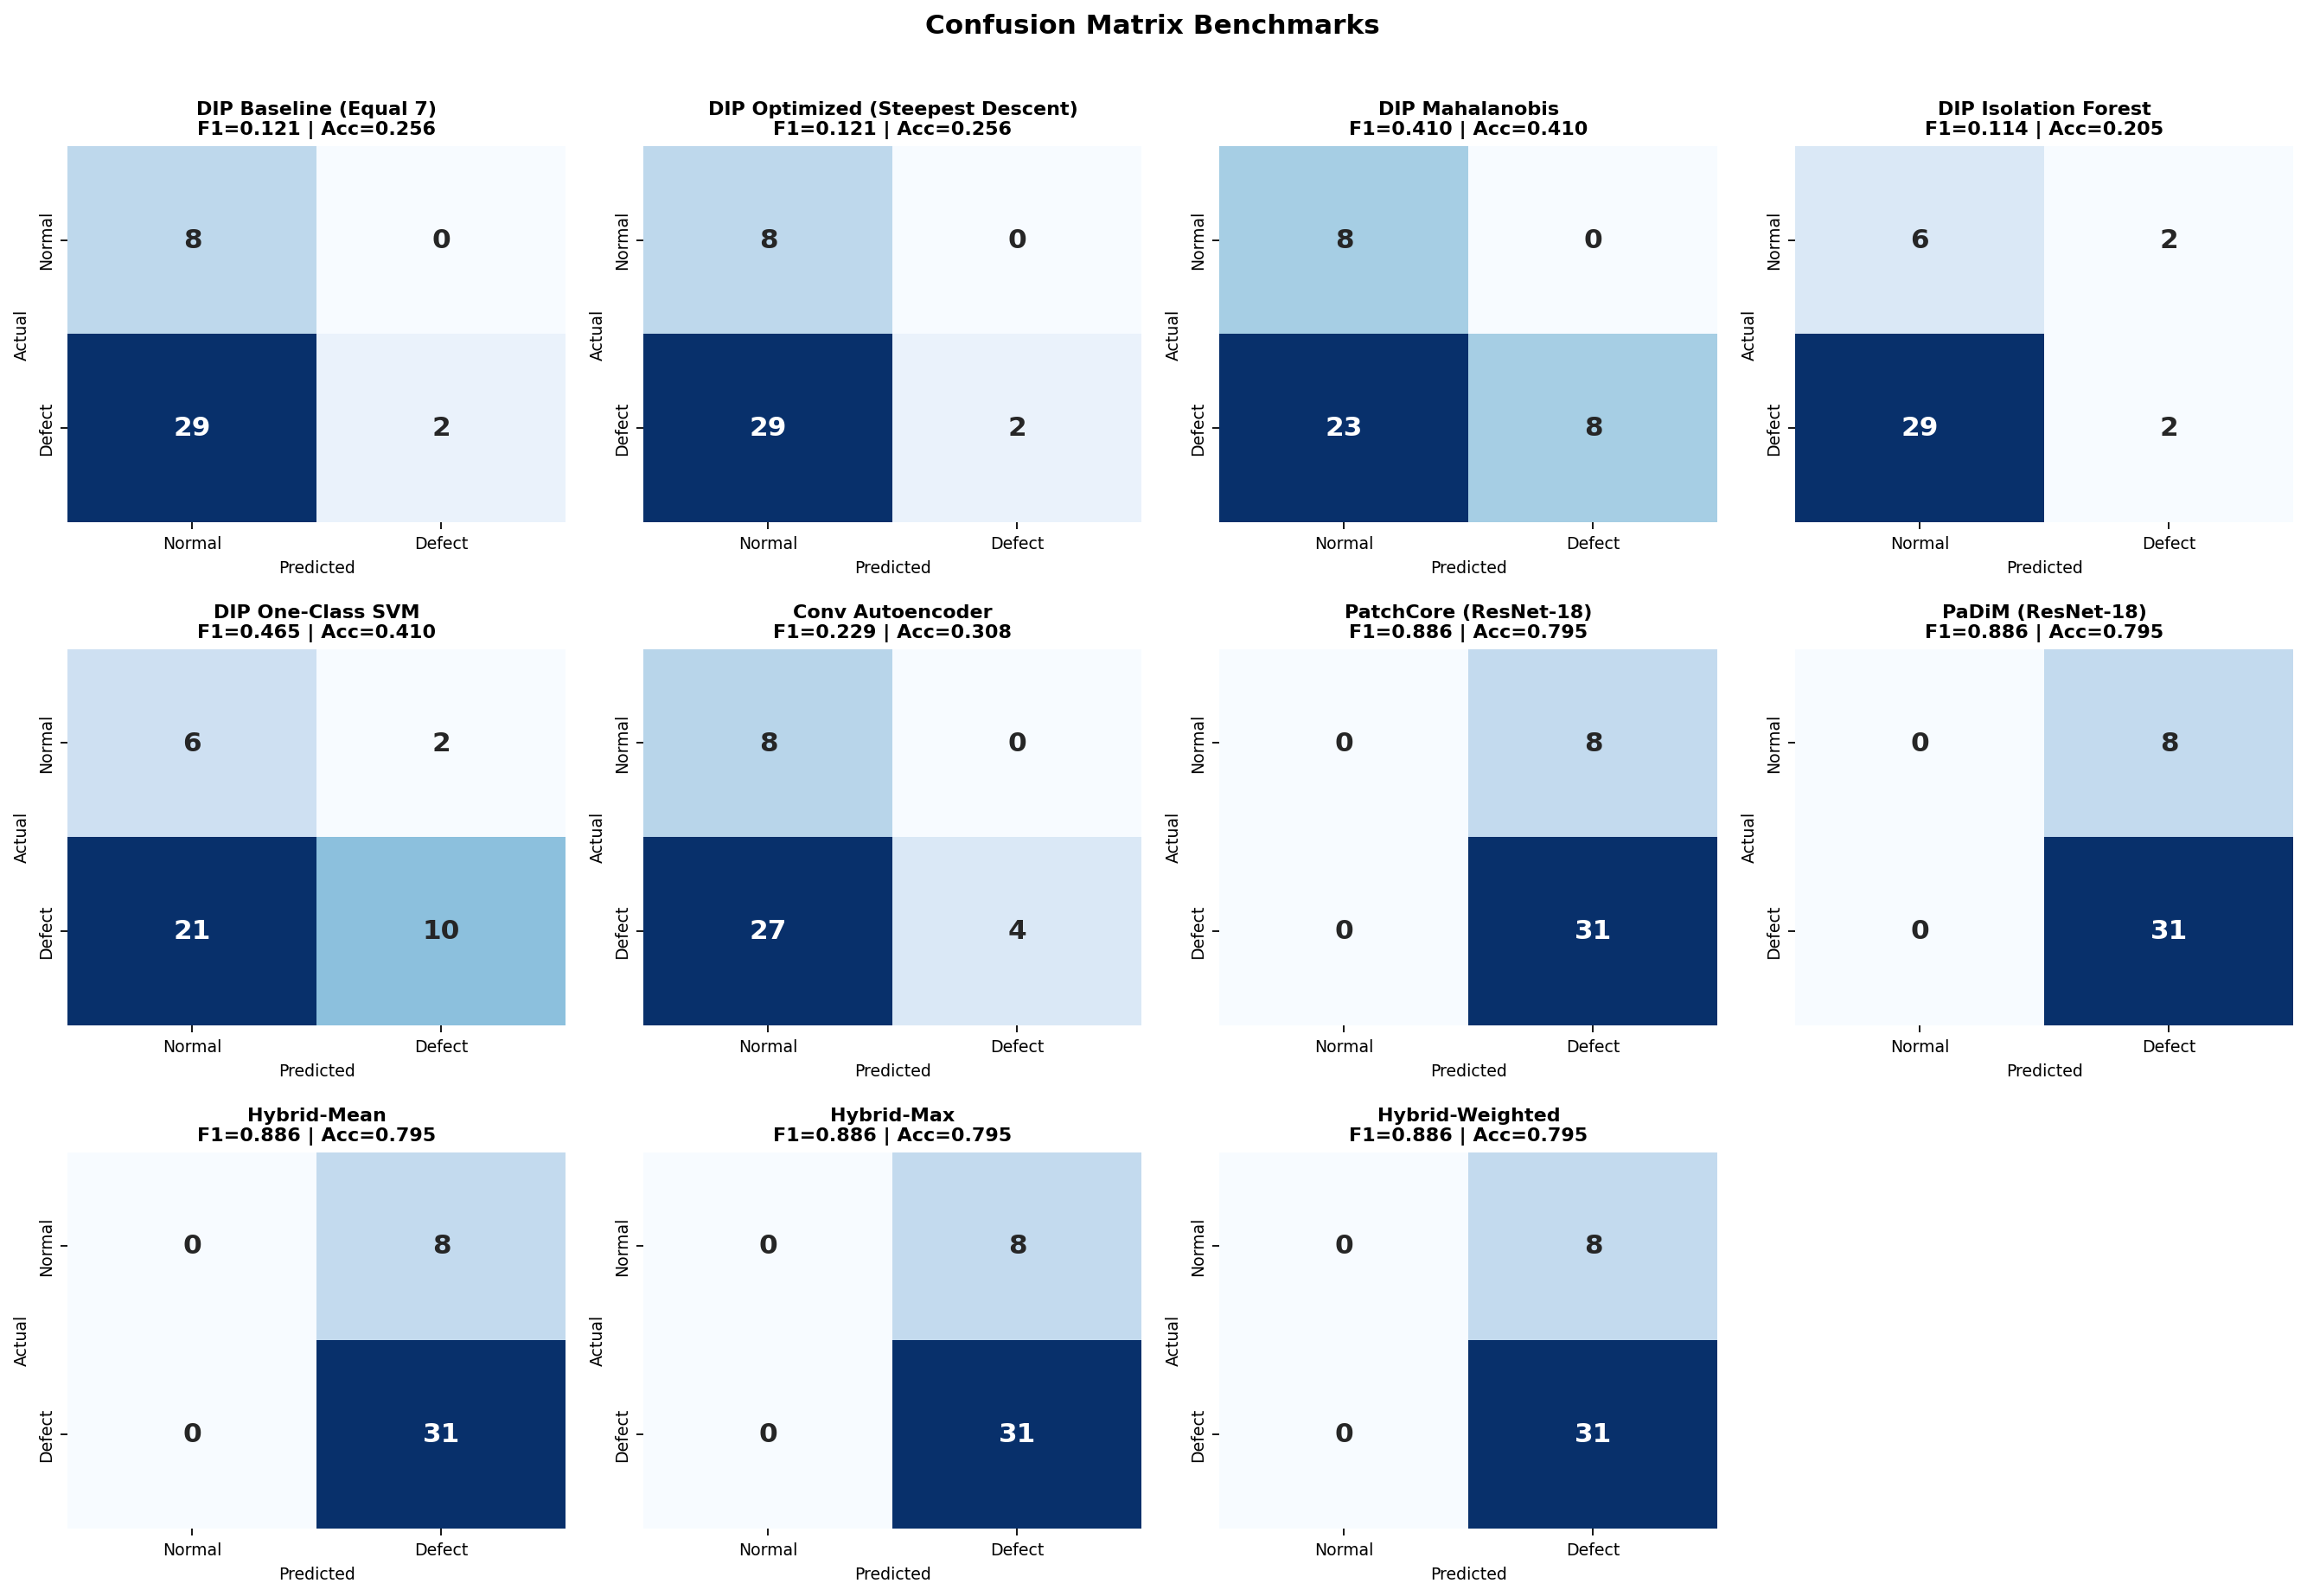 Confusion Matrix Benchmarks
DIP Baseline (Equal 7)
F1=0.121 | Acc=0.256
Actual
Normal
8
0
Defect
29
2
Normal
Defect
Predicted
DIP Optimized (Steepest Descent)
F1=0.121 | Acc=0.256
Actual
Normal
8
0
Defect
29
2
Normal
Defect
Predicted
DIP Mahalanobis
F1=0.410 | Acc=0.410
Actual
Normal
8
0
Defect
23
8
Normal
Defect
Predicted
DIP Isolation Forest
F1=0.114 | Acc=0.205
Actual
Normal
6
2
Defect
29
2
Normal
Defect
Predicted
DIP One-Class SVM
F1=0.465 | Acc=0.410
Actual
Normal
6
2
Defect
21
10
Normal
Defect
Predicted
Conv Autoencoder
F1=0.229 | Acc=0.308
Actual
Normal
8
0
Defect
27
4
Normal
Defect
Predicted
PatchCore (ResNet-18)
F1=0.886 | Acc=0.795
Actual
Normal
0
8
Defect
0
31
Normal
Defect
Predicted
PaDiM (ResNet-18)
F1=0.886 | Acc=0.795
Actual
Normal
0
8
Defect
0
31
Normal
Defect
Predicted
Hybrid-Mean
F1=0.886 | Acc=0.795
Actual
Normal
0
8
Defect
0
31
Normal
Defect
Predicted
Hybrid-Max
F1=0.886 | Acc=0.795
Actual
Normal
0
8
Defect
0
31
Normal
Defect
Predicted
Hybrid-Weighted
F1=0.886 | Acc=0.795
Actual
Normal
0
8
Defect
0
31
Normal
Defect
Predicted